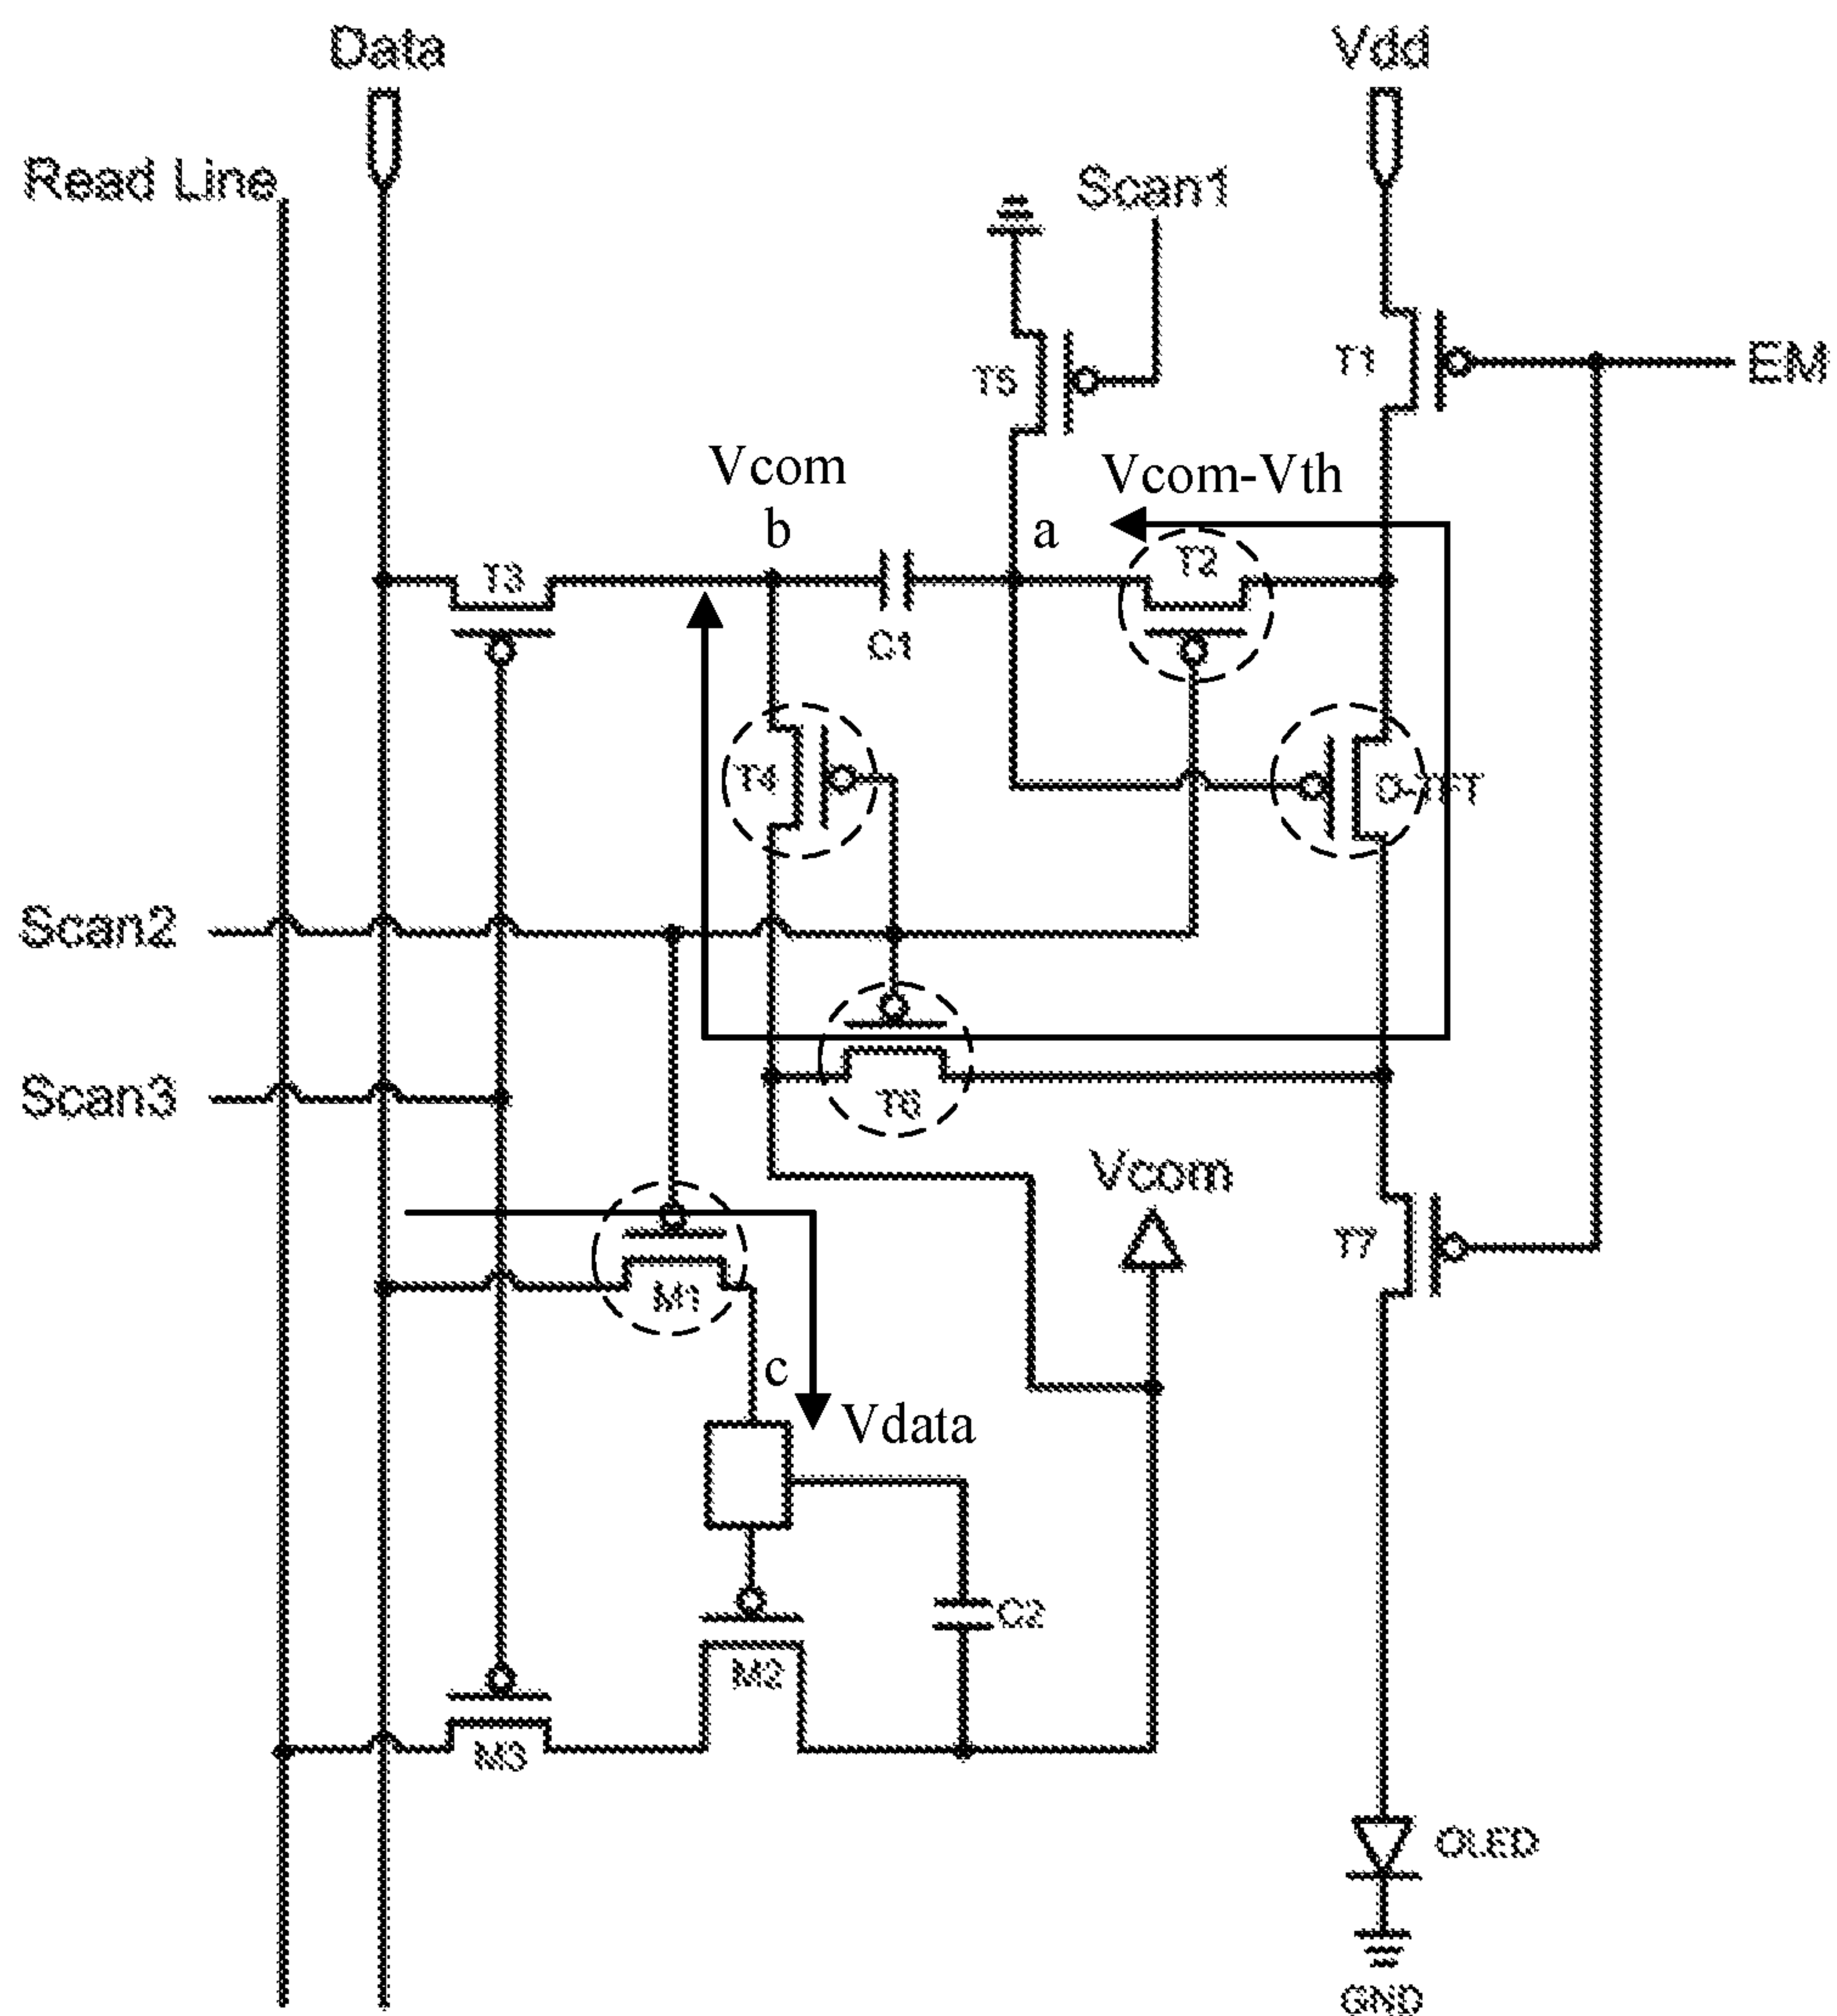 Data
Vdd
Read Line
Scan1
T5
T1
EM
Vcom
Vcom-Vth
b
a
T3
T2
C1
T4
D-TFT
Scan2
T6
Scan3
Vcom
T7
M1
c
Vdata
C2
M2
M3
OLED
GND